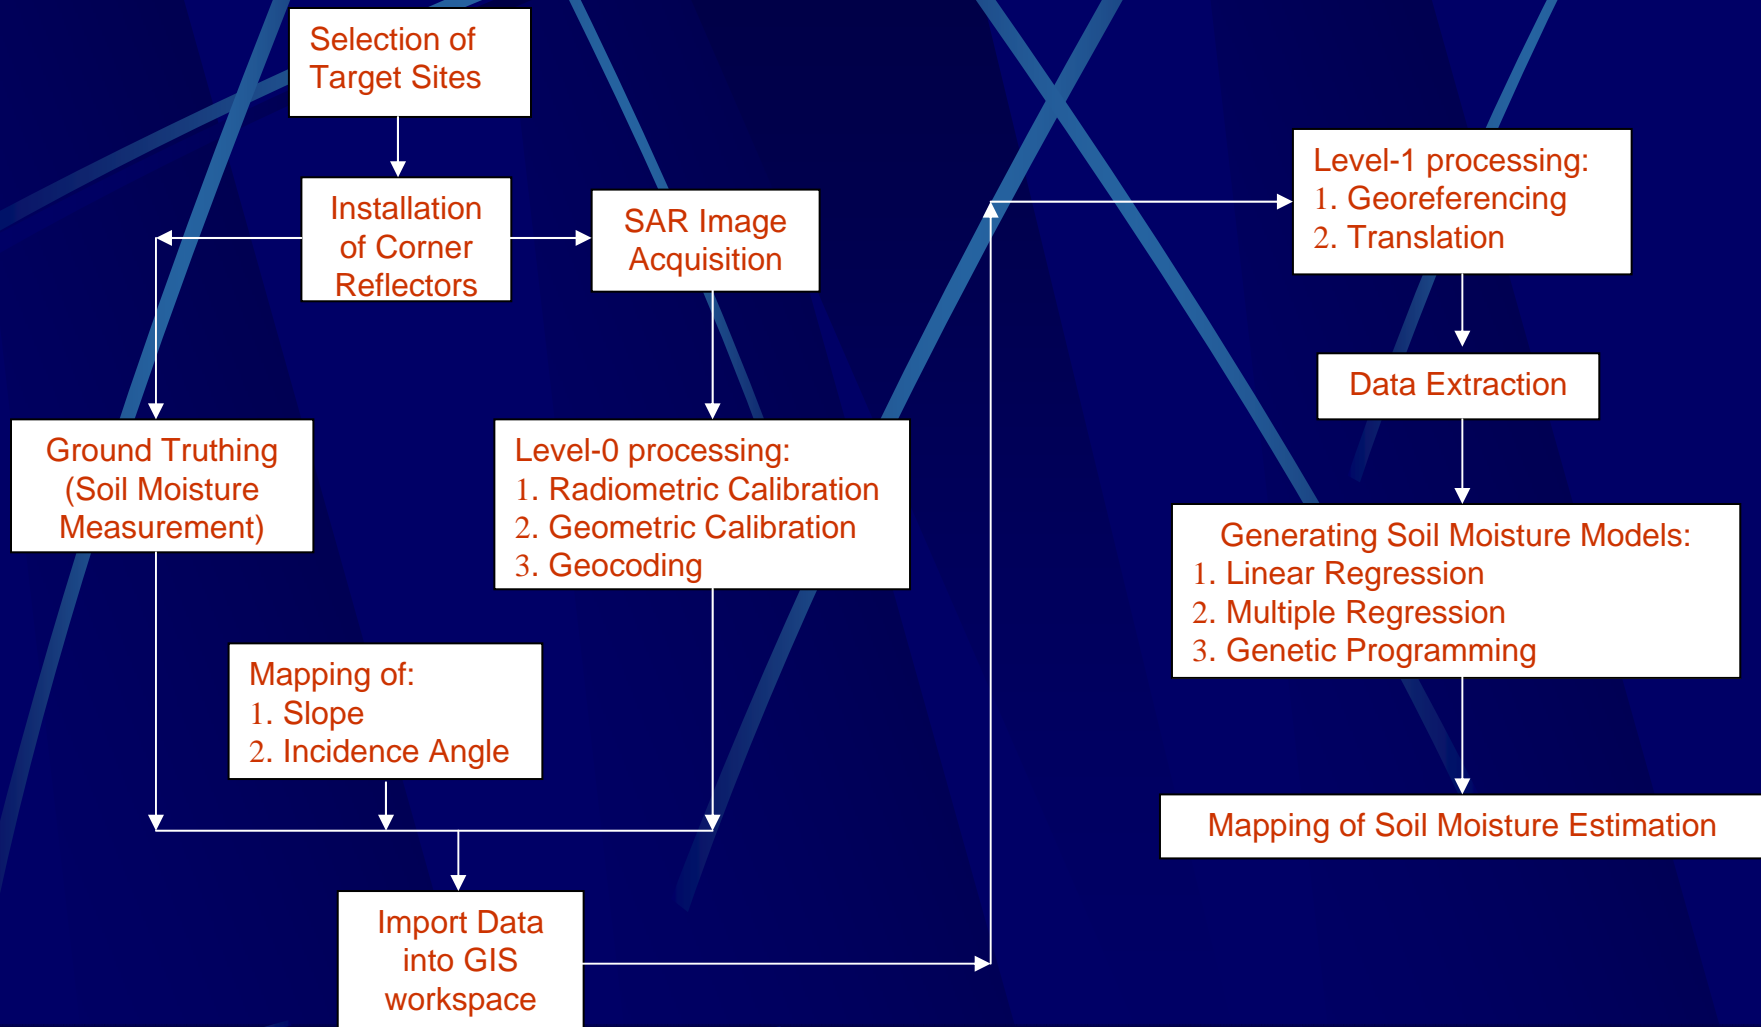 Selection of
Target Sites
Installation
of Corner
Reflectors
SAR Image
Acquisition
Ground Truthing
(Soil Moisture
Measurement)
Level-0 processing:
1. Radiometric Calibration
2. Geometric Calibration
3. Geocoding
Mapping of:
1. Slope
2. Incidence Angle
Import Data
into GIS
workspace
Level-1 processing:
1. Georeferencing
2. Translation
Data Extraction
Generating Soil Moisture Models:
1. Linear Regression
2. Multiple Regression
3. Genetic Programming
Mapping of Soil Moisture Estimation